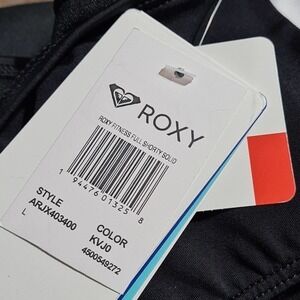 ROXY
ROXY FITNESS FULL SHORTY SOLID
1 94476 01325 8
STYLE
ARJX403400
L
COLOR
KVJ0
4500549272